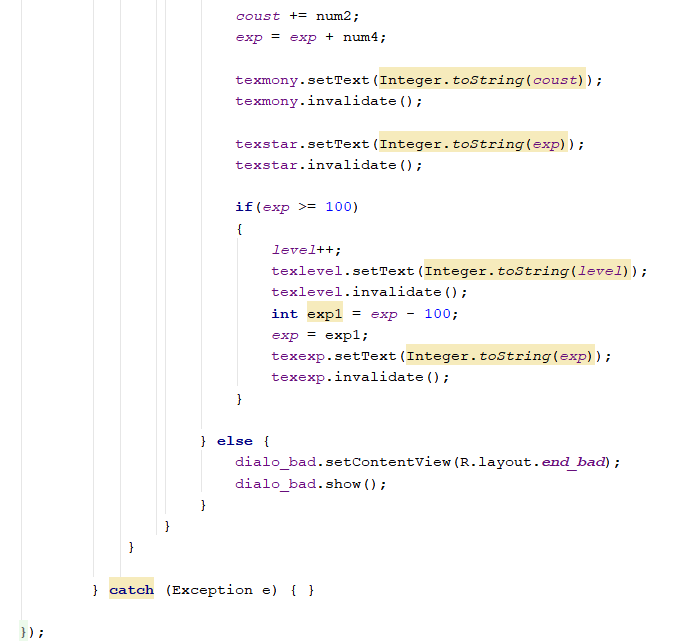 coust += num2;
exp = exp + num4;
texmony.setText(Integer.toString(coust));
texmony.invalidate();
texstar.setText(Integer.toString(exp));
texstar.invalidate();
if(exp >= 100)
{
level++;
texlevel.setText(Integer.toString(level));
texlevel.invalidate();
int exp1 = exp - 100;
exp = exp1;
texexp.setText(Integer.toString(exp));
texexp.invalidate();
}
} else {
dialo_bad.setContentView(R.layout.end_bad);
dialo_bad.show();
}
}
}
} catch (Exception e) { }
});